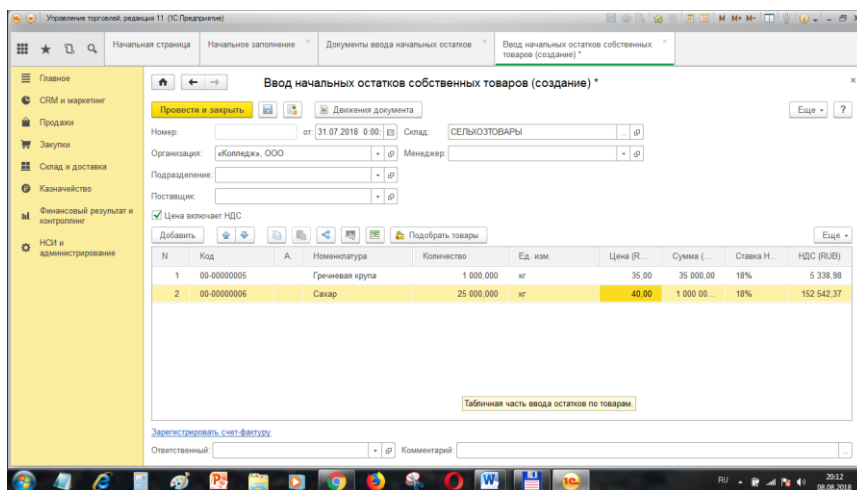 Управление торговлей, редакция 11 (1С:Предприятие)
M M+ M-
Начальная страница
Начальное заполнение
Документы ввода начальных остатков
Ввод начальных остатков собственных товаров (создание) *
Главное
CRM и маркетинг
Продажи
Закупки
Склад и доставка
Казначейство
Финансовый результат и контроллинг
НСИ и администрирование
Ввод начальных остатков собственных товаров (создание) *
Провести и закрыть
Движения документа
Еще
?
Номер:
от: 31.07.2018 0:00:
Склад: СЕЛЬХОЗТОВАРЫ
Организация: «Колледж», ООО
Менеджер:
Подразделение:
Поставщик:
Цена включает НДС
Добавить
Подобрать товары
Еще
N Код А. Номенклатура Количество Ед. изм. Цена (R... Сумма (... Ставка Н... НДС (RUB)
1 00-00000005 Гречневая крупа 1 000,000 кг 35,00 35 000,00 18% 5 338,98
2 00-00000006 Сахар 25 000,000 кг 40,00 1 000 00... 18% 152 542,37
Табличная часть ввода остатков по товарам.
Зарегистрировать счет-фактуру
Ответственный:
Комментарий:
RU
20:12
08.08.2018